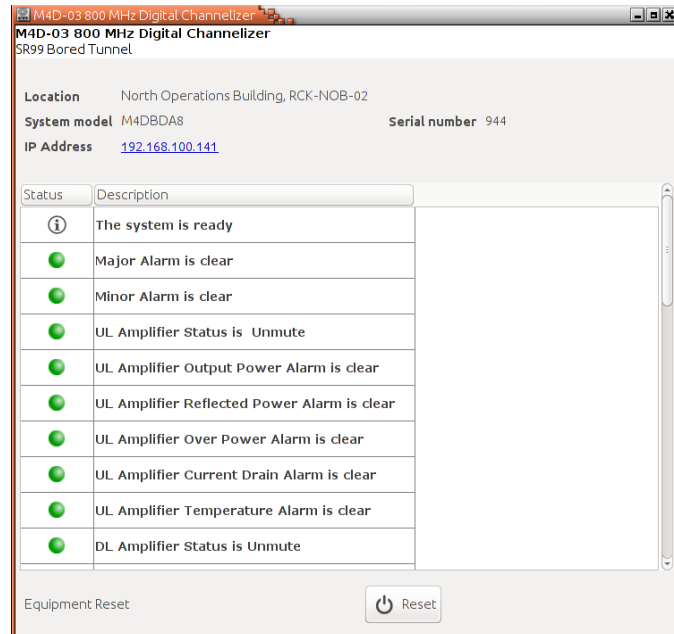 M4D-03 800 MHz Digital Channelizer
M4D-03 800 MHz Digital Channelizer
SR99 Bored Tunnel
Location North Operations Building, RCK-NOB-02
System model M4DBDA8 Serial number 944
IP Address 192.168.100.141
Status Description
The system is ready
Major Alarm is clear
Minor Alarm is clear
UL Amplifier Status is  Unmute
UL Amplifier Output Power Alarm is clear
UL Amplifier Reflected Power Alarm is clear
UL Amplifier Over Power Alarm is clear
UL Amplifier Current Drain Alarm is clear
UL Amplifier Temperature Alarm is clear
DL Amplifier Status is Unmute
Equipment Reset Reset